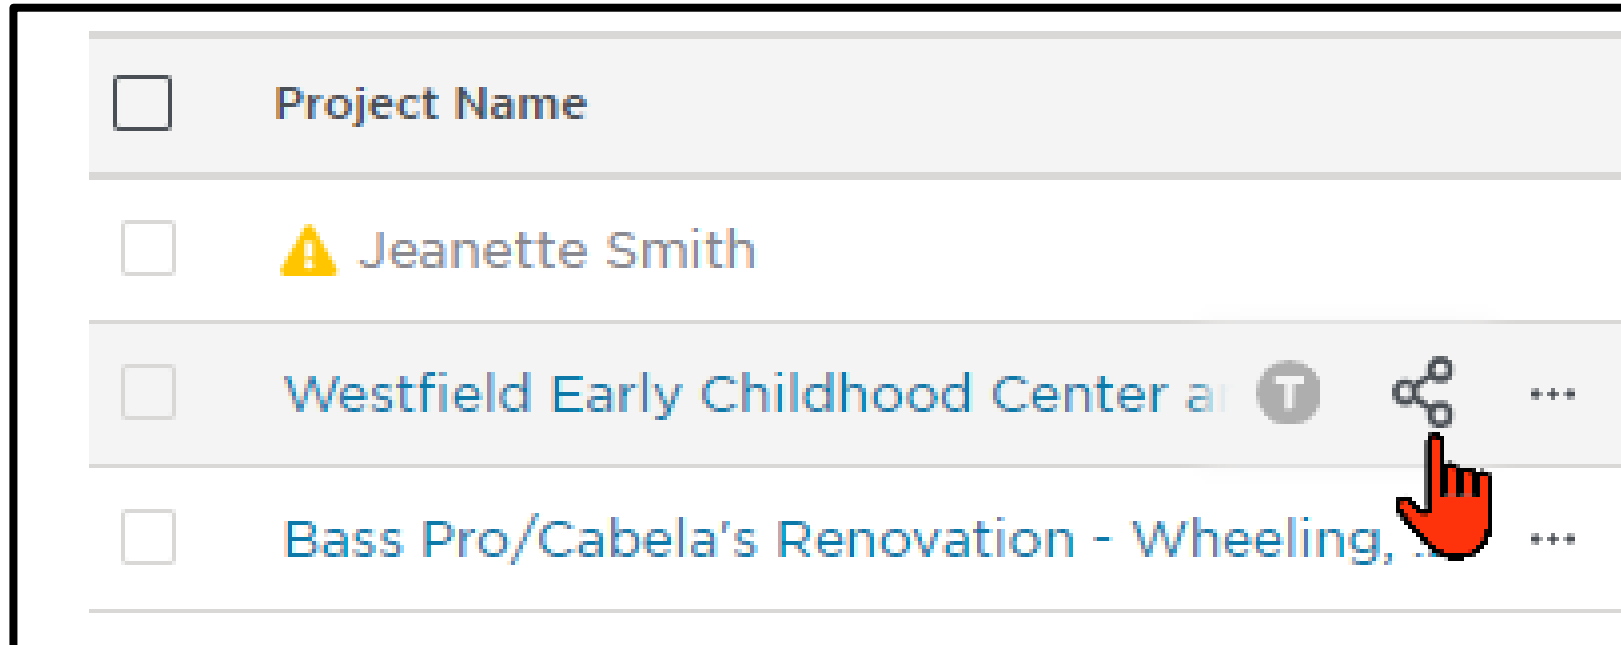 Project Name
Jeanette Smith
Westfield Early Childhood Center T ...
Bass Pro/Cabela's Renovation - Wheeling, ...